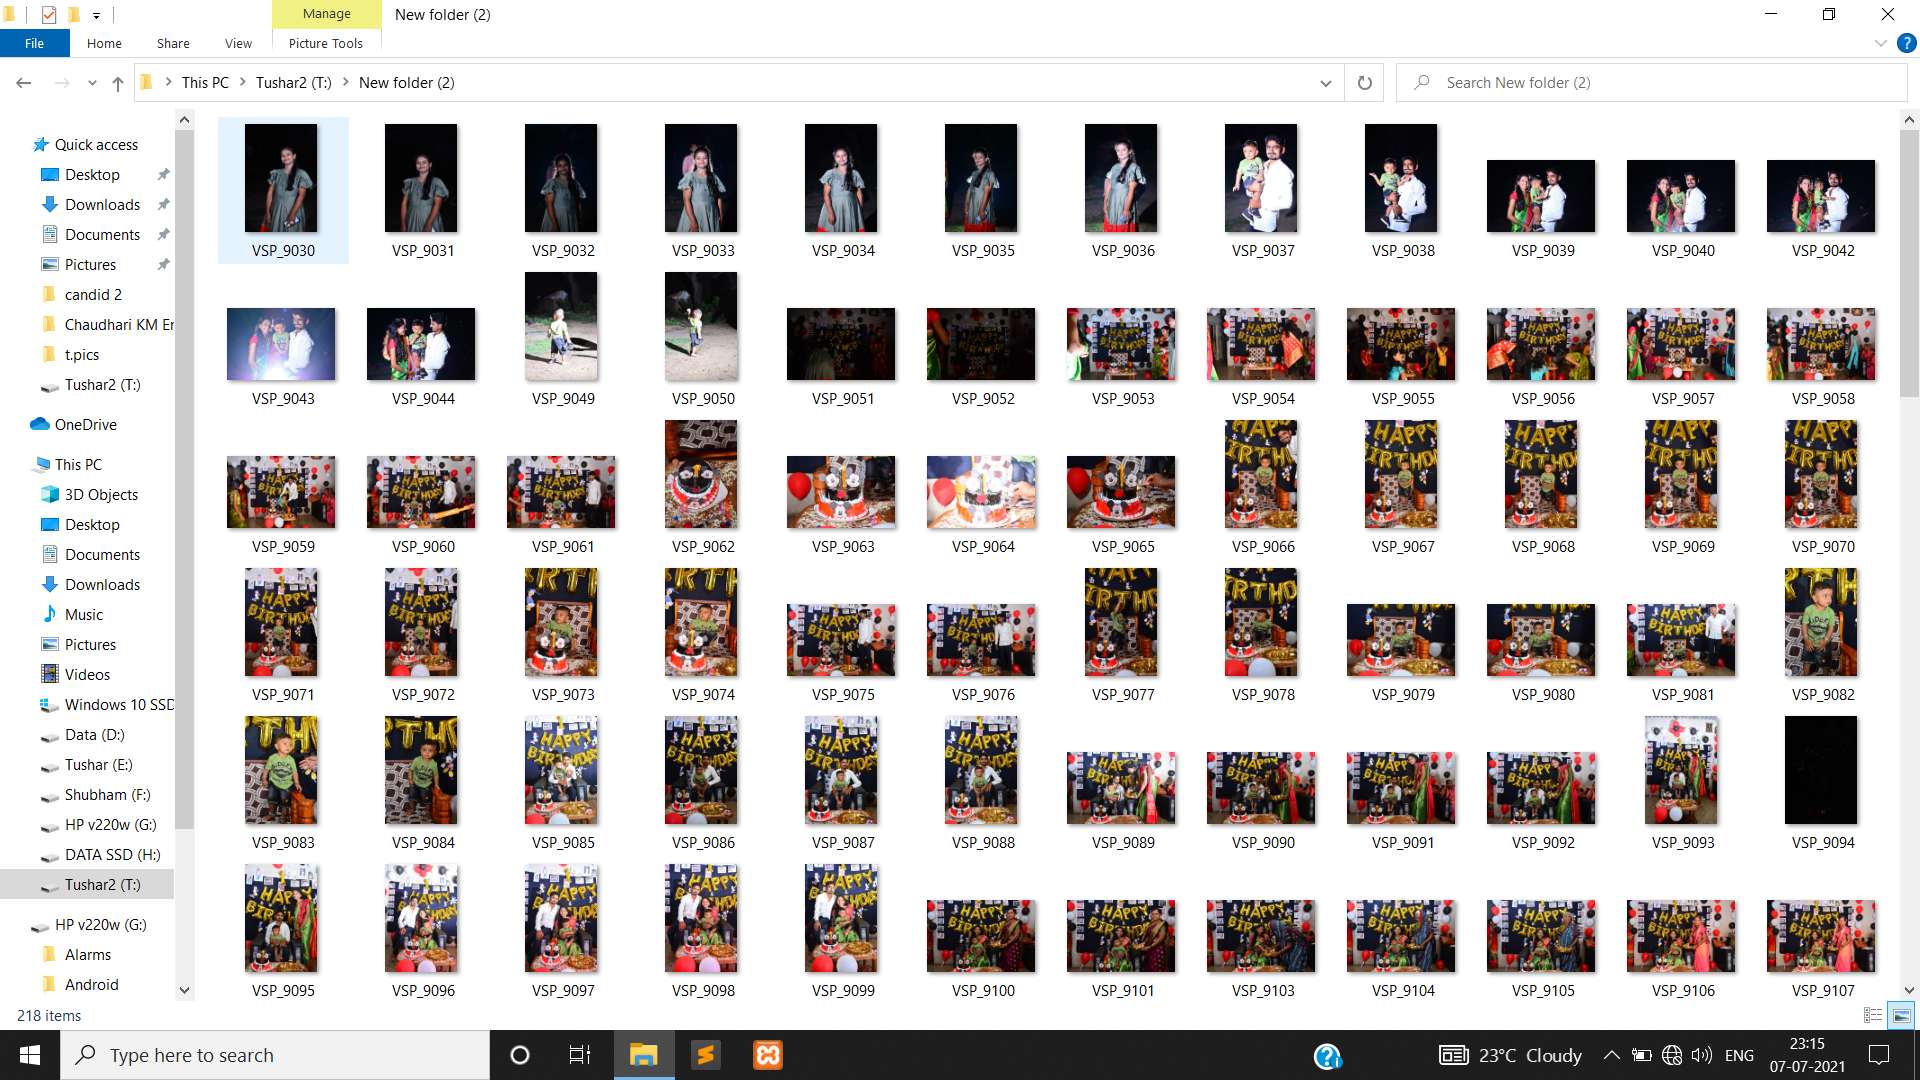 Manage
New folder (2)
File
Home
Share
View
Picture Tools
This PC
Tushar2 (T:)
New folder (2)
Search New folder (2)
Quick access
Desktop
Downloads
Documents
Pictures
candid 2
Chaudhari KM Er
t.pics
Tushar2 (T:)
OneDrive
This PC
3D Objects
Desktop
Documents
Downloads
Music
Pictures
Videos
Windows 10 SSD
Data (D:)
Tushar (E:)
Shubham (F:)
HP v220w (G:)
DATA SSD (H:)
Tushar2 (T:)
HP v220w (G:)
Alarms
Android
VSP_9030 VSP_9031 VSP_9032 VSP_9033 VSP_9034 VSP_9035 VSP_9036 VSP_9037 VSP_9038 VSP_9039 VSP_9040 VSP_9042
VSP_9043 VSP_9044 VSP_9049 VSP_9050 VSP_9051 VSP_9052 VSP_9053 VSP_9054 VSP_9055 VSP_9056 VSP_9057 VSP_9058
VSP_9059 VSP_9060 VSP_9061 VSP_9062 VSP_9063 VSP_9064 VSP_9065 VSP_9066 VSP_9067 VSP_9068 VSP_9069 VSP_9070
VSP_9071 VSP_9072 VSP_9073 VSP_9074 VSP_9075 VSP_9076 VSP_9077 VSP_9078 VSP_9079 VSP_9080 VSP_9081 VSP_9082
VSP_9083 VSP_9084 VSP_9085 VSP_9086 VSP_9087 VSP_9088 VSP_9089 VSP_9090 VSP_9091 VSP_9092 VSP_9093 VSP_9094
VSP_9095 VSP_9096 VSP_9097 VSP_9098 VSP_9099 VSP_9100 VSP_9101 VSP_9103 VSP_9104 VSP_9105 VSP_9106 VSP_9107
218 items
Type here to search
23°C Cloudy
ENG
23:15
07-07-2021